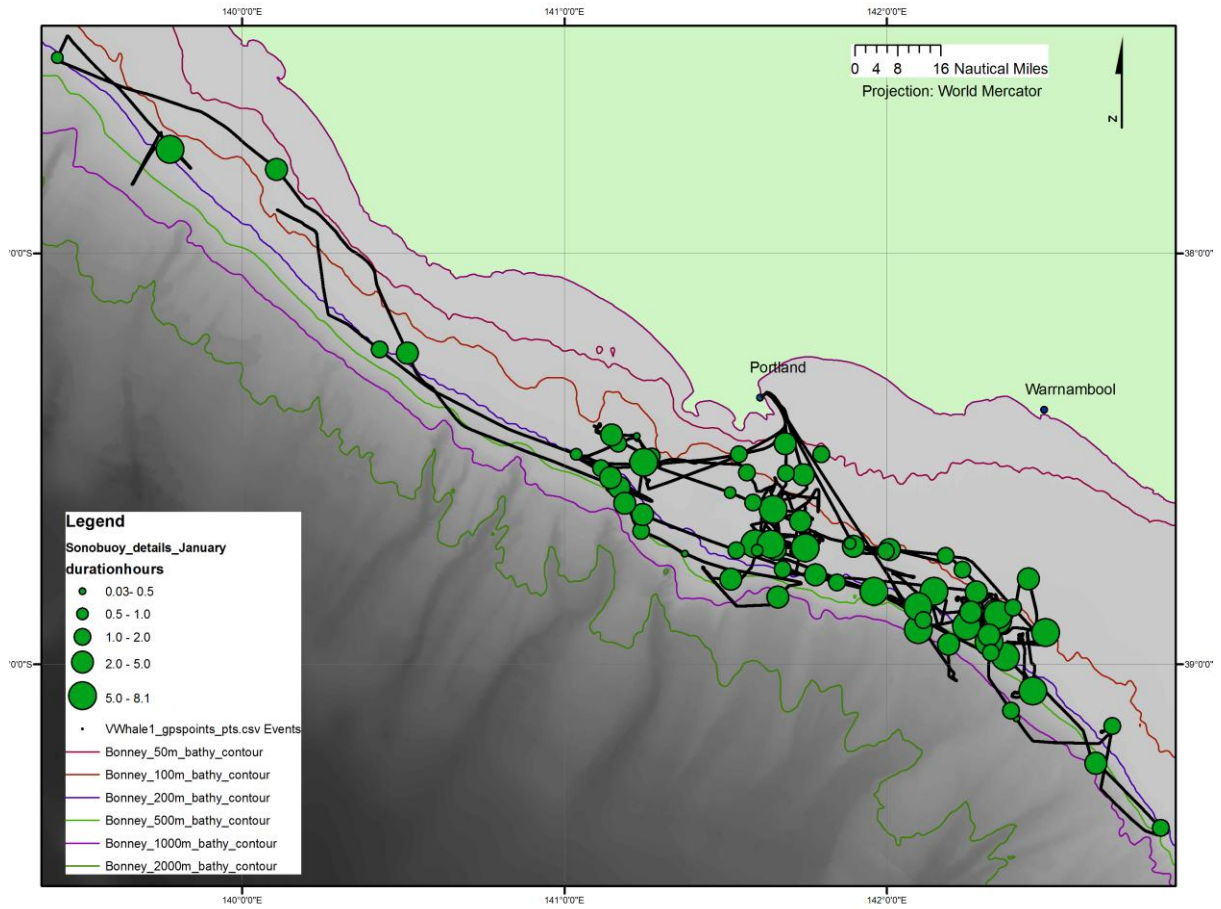 140°0'0"E 141°0'0"E 142°0'0"E
0 4 8 16 Nautical Miles
Projection: World Mercator
N
'0'0"S 38°0'0"
Portland
Warrnambool
Legend
Sonobuoy_details_January
durationhours
0.03- 0.5
0.5 - 1.0
1.0 - 2.0
2.0 - 5.0
5.0 - 8.1
VWhale1_gpspoints_pts.csv Events
Bonney_50m_bathy_contour
Bonney_100m_bathy_contour
Bonney_200m_bathy_contour
Bonney_500m_bathy_contour
Bonney_1000m_bathy_contour
Bonney_2000m_bathy_contour
'0'0"S 39°0'0"
140°0'0"E 141°0'0"E 142°0'0"E